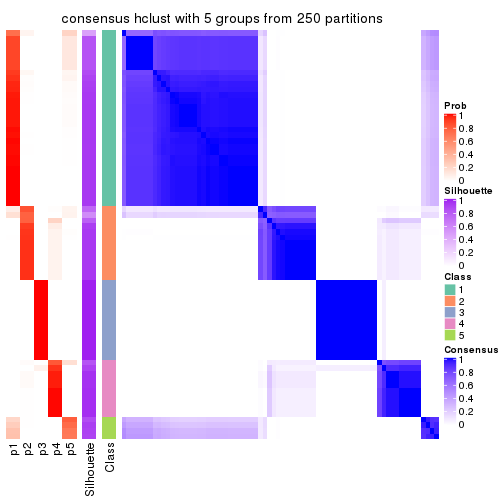 consensus hclust with 5 groups from 250 partitions
Prob
1
0.8
0.6
0.4
0.2
0
Silhouette
1
0.8
0.6
0.4
0.2
0
Class
1
2
3
4
5
Consensus
1
0.8
0.6
0.4
0.2
0
p1
p2
p3
p4
p5
Silhouette
Class